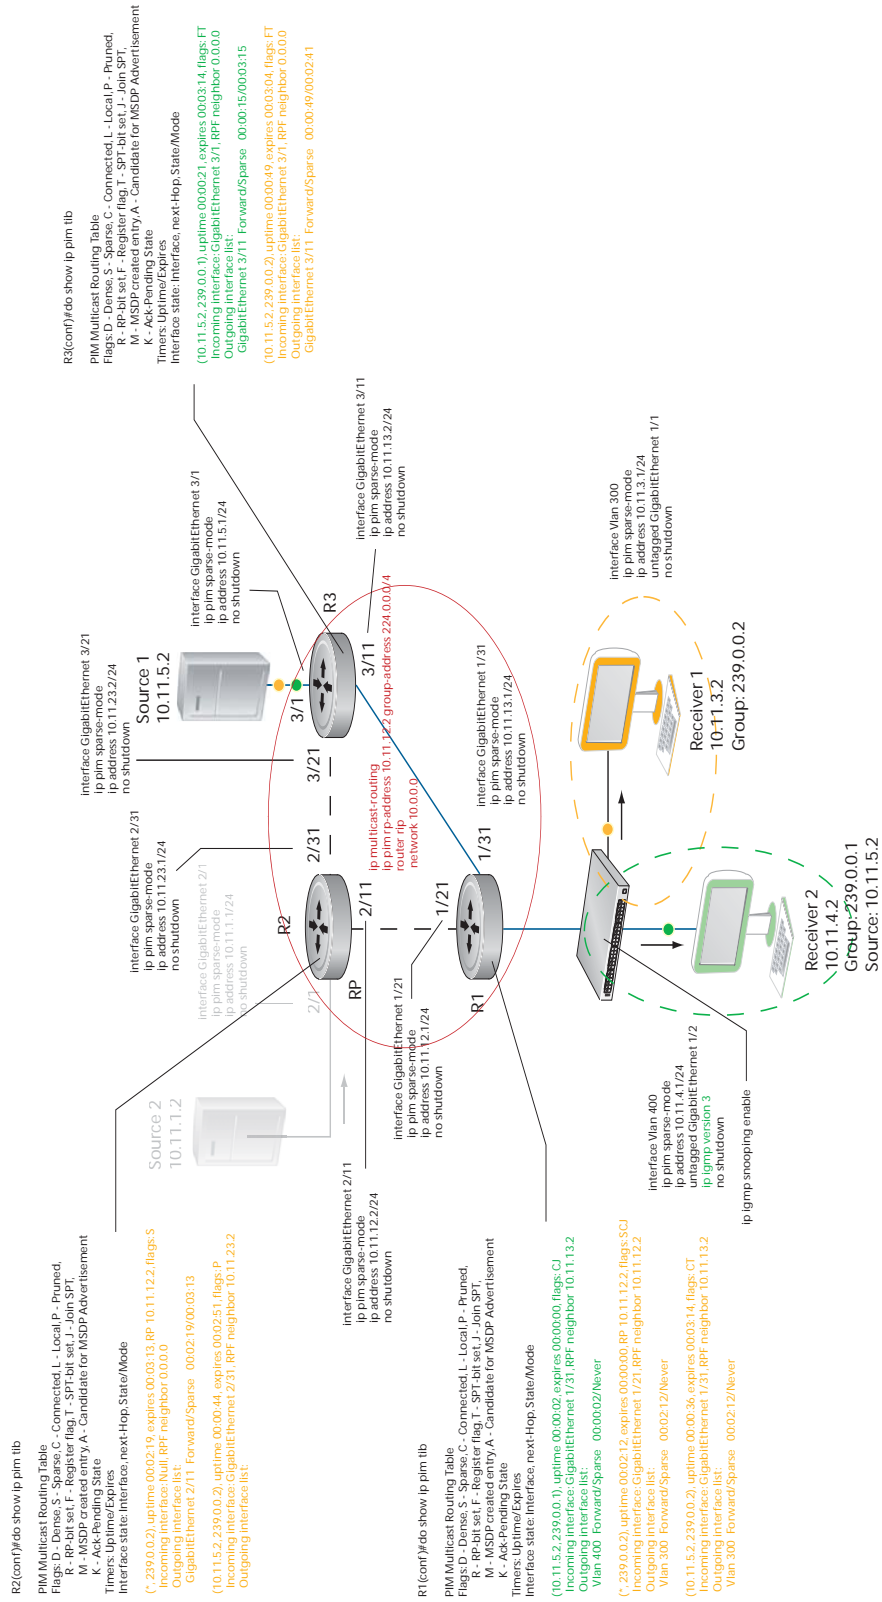 R2(conf)#do show ip pim tib
PIM Multicast Routing Table
Flags: D - Dense, S - Sparse, C - Connected, L - Local, P - Pruned,
R - RP-bit set, F - Register flag, T - SPT-bit set, J - Join SPT,
M - MSDP created entry, A - Candidate for MSDP Advertisement
K - Ack-Pending State
Timers: Uptime/Expires
Interface state: Interface, next-Hop, State/Mode
(*, 239.0.0.2), uptime 00:02:19, expires 00:03:13, RP 10.11.12.2, flags: S
Incoming interface: Null, RPF neighbor 0.0.0.0
Outgoing interface list:
GigabitEthernet 2/11 Forward/Sparse 00:02:19/00:03:13
(10.11.5.2, 239.0.0.2), uptime 00:00:44, expires 00:02:51, flags: P
Incoming interface: GigabitEthernet 2/31, RPF neighbor 10.11.23.2
Outgoing interface list:
R3(conf)#do show ip pim tib
PIM Multicast Routing Table
Flags: D - Dense, S - Sparse, C - Connected, L - Local, P - Pruned,
R - RP-bit set, F - Register flag, T - SPT-bit set, J - Join SPT,
M - MSDP created entry, A - Candidate for MSDP Advertisement
K - Ack-Pending State
Timers: Uptime/Expires
Interface state: Interface, next-Hop, State/Mode
(10.11.5.2, 239.0.0.1), uptime 00:00:21, expires 00:03:14, flags: FT
Incoming interface: GigabitEthernet 3/1, RPF neighbor 0.0.0.0
Outgoing interface list:
GigabitEthernet 3/11 Forward/Sparse 00:00:15/00:03:15
(10.11.5.2, 239.0.0.2), uptime 00:00:49, expires 00:03:04, flags: FT
Incoming interface: GigabitEthernet 3/1, RPF neighbor 0.0.0.0
Outgoing interface list:
GigabitEthernet 3/11 Forward/Sparse 00:00:49/00:02:41
interface GigabitEthernet 3/21
ip pim sparse-mode
ip address 10.11.23.2/24
no shutdown
interface GigabitEthernet 2/31
ip pim sparse-mode
ip address 10.11.23.1/24
no shutdown
Source 1
10.11.5.2
interface GigabitEthernet 3/1
ip pim sparse-mode
ip address 10.11.5.1/24
no shutdown
Source 2
10.11.1.2
interface GigabitEthernet 2/1
ip pim sparse-mode
ip address 10.11.1.1/24
no shutdown
2/1
R2
2/31
3/21
3/1
R3
RP
2/11
3/11
interface GigabitEthernet 2/11
ip pim sparse-mode
ip address 10.11.12.2/24
no shutdown
interface GigabitEthernet 3/11
ip pim sparse-mode
ip address 10.11.13.2/24
no shutdown
ip multicast-routing
ip pim rp-address 10.11.12.2 group-address 224.0.0.0/4
router rip
network 10.0.0.0
interface GigabitEthernet 1/21
ip pim sparse-mode
ip address 10.11.12.1/24
no shutdown
1/21
R1
1/31
interface GigabitEthernet 1/31
ip pim sparse-mode
ip address 10.11.13.1/24
no shutdown
R1(conf)#do show ip pim tib
PIM Multicast Routing Table
Flags: D - Dense, S - Sparse, C - Connected, L - Local, P - Pruned,
R - RP-bit set, F - Register flag, T - SPT-bit set, J - Join SPT,
M - MSDP created entry, A - Candidate for MSDP Advertisement
K - Ack-Pending State
Timers: Uptime/Expires
Interface state: Interface, next-Hop, State/Mode
(10.11.5.2, 239.0.0.1), uptime 00:00:02, expires 00:00:00, flags: CJ
Incoming interface: GigabitEthernet 1/31, RPF neighbor 10.11.13.2
Outgoing interface list:
Vlan 400 Forward/Sparse 00:00:02/Never
(*, 239.0.0.2), uptime 00:02:12, expires 00:00:00, RP 10.11.12.2, flags: SCJ
Incoming interface: GigabitEthernet 1/21, RPF neighbor 10.11.12.2
Outgoing interface list:
Vlan 300 Forward/Sparse 00:02:12/Never
(10.11.5.2, 239.0.0.2), uptime 00:00:36, expires 00:03:14, flags: CT
Incoming interface: GigabitEthernet 1/31, RPF neighbor 10.11.13.2
Outgoing interface list:
Vlan 300 Forward/Sparse 00:02:12/Never
interface Vlan 400
ip pim sparse-mode
ip address 10.11.4.1/24
untagged GigabitEthernet 1/2
ip igmp version 3
no shutdown
ip igmp snooping enable
interface Vlan 300
ip pim sparse-mode
ip address 10.11.3.1/24
untagged GigabitEthernet 1/1
no shutdown
Receiver 1
10.11.3.2
Group: 239.0.0.2
Receiver 2
10.11.4.2
Group: 239.0.0.1
Source: 10.11.5.2